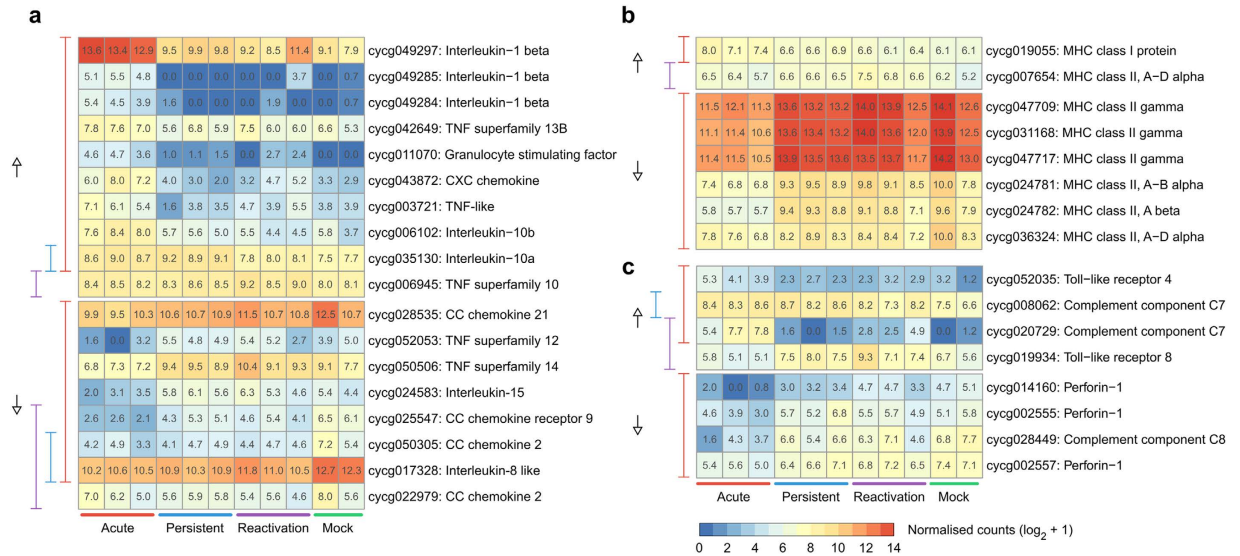 a
13.6 13.4 12.9 9.5 9.9 9.8 9.2 8.5 11.4 9.1 7.9 cycg049297: Interleukin−1 beta
5.1 5.5 4.8 0.0 0.0 0.0 0.0 0.0 3.7 0.0 0.7 cycg049285: Interleukin−1 beta
5.4 4.5 3.9 1.6 0.0 0.0 0.0 1.9 0.0 0.0 0.7 cycg049284: Interleukin−1 beta
7.8 7.6 7.0 5.6 6.8 5.9 7.5 6.0 6.0 6.6 5.3 cycg042649: TNF superfamily 13B
4.6 4.7 3.6 1.0 1.1 1.5 0.0 2.7 2.4 0.0 0.0 cycg011070: Granulocyte stimulating factor
6.0 8.0 7.2 4.0 3.0 2.0 3.2 4.7 5.2 3.3 2.9 cycg043872: CXC chemokine
7.1 6.1 5.4 1.6 3.8 3.5 4.7 3.9 5.5 3.8 3.9 cycg003721: TNF-like
7.6 8.4 8.0 5.7 5.6 5.0 5.5 4.4 4.5 5.8 3.7 cycg006102: Interleukin-10b
8.6 9.0 8.7 9.2 8.9 9.1 7.8 8.0 8.1 7.5 7.7 cycg035130: Interleukin-10a
8.4 8.5 8.2 8.3 8.6 8.5 9.2 8.5 9.0 8.0 8.1 cycg006945: TNF superfamily 10
9.9 9.5 10.3 10.6 10.7 10.9 11.5 10.7 10.8 12.5 10.7 cycg028535: CC chemokine 21
1.6 0.0 3.2 5.5 4.8 4.9 5.4 5.2 2.7 3.9 5.0 cycg052053: TNF superfamily 12
6.8 7.3 7.2 9.4 9.5 8.9 10.4 9.1 9.3 9.1 7.7 cycg050506: TNF superfamily 14
2.0 3.1 3.5 5.8 6.1 5.6 6.3 5.3 4.6 5.4 4.4 cycg024583: Interleukin-15
2.6 2.6 2.1 4.3 5.3 5.1 4.6 5.4 4.1 6.5 6.1 cycg025547: CC chemokine receptor 9
4.2 4.9 3.3 4.1 4.7 4.9 4.4 4.7 4.6 7.2 5.4 cycg050305: CC chemokine 2
10.2 10.6 10.5 10.9 10.3 10.9 11.8 11.0 10.5 12.7 12.3 cycg017328: Interleukin-8 like
7.0 6.2 5.0 5.6 5.9 5.8 5.4 5.6 4.6 8.0 5.6 cycg022979: CC chemokine 2
Acute Persistent Reactivation Mock
b
8.0 7.1 7.4 6.6 6.6 6.9 6.6 6.1 6.4 6.1 6.1 cycg019055: MHC class I protein
6.5 6.4 5.7 6.6 6.6 6.5 7.5 6.8 6.6 6.2 5.2 cycg007654: MHC class II, A−D alpha
11.5 12.1 11.3 13.6 13.2 13.2 14.0 13.9 12.5 14.1 12.6 cycg047709: MHC class II gamma
11.1 11.4 10.6 13.6 13.4 13.2 14.0 13.6 12.0 13.9 12.5 cycg031168: MHC class II gamma
11.4 11.5 10.5 13.9 13.5 13.6 13.5 13.7 11.7 14.2 13.0 cycg047717: MHC class II gamma
7.4 6.8 6.8 9.3 9.5 8.9 9.8 9.1 8.5 10.0 7.8 cycg024781: MHC class II, A−B alpha
5.8 5.7 5.7 9.4 9.3 8.8 9.1 8.8 7.1 9.6 7.9 cycg024782: MHC class II, A beta
7.8 7.6 6.8 8.2 8.9 8.3 8.4 8.4 7.2 10.0 8.3 cycg036324: MHC class II, A−D alpha
c
5.3 4.1 3.9 2.3 2.7 2.3 2.3 3.2 2.9 3.2 1.2 cycg052035: Toll−like receptor 4
8.4 8.3 8.6 8.7 8.2 8.6 8.2 7.3 8.2 7.5 6.6 cycg008062: Complement component C7
5.4 7.7 7.8 1.6 0.0 1.5 2.8 2.5 4.9 0.0 1.2 cycg020729: Complement component C7
5.8 5.1 5.1 7.5 8.0 7.5 9.3 7.1 7.4 6.7 5.6 cycg019934: Toll−like receptor 8
2.0 0.0 0.8 3.0 3.2 3.4 4.7 4.7 3.3 4.7 5.1 cycg014160: Perforin−1
4.6 3.9 3.0 5.7 5.2 6.8 5.5 5.7 4.9 5.1 5.8 cycg002555: Perforin−1
1.6 4.3 3.7 6.6 5.4 6.6 6.3 7.1 4.6 6.8 7.7 cycg028449: Complement component C8
5.4 5.6 5.0 6.4 6.6 7.1 6.8 7.2 6.5 7.4 7.1 cycg002557: Perforin−1
Acute Persistent Reactivation Mock
Normalised counts (log2 + 1)
0 2 4 6 8 10 12 14